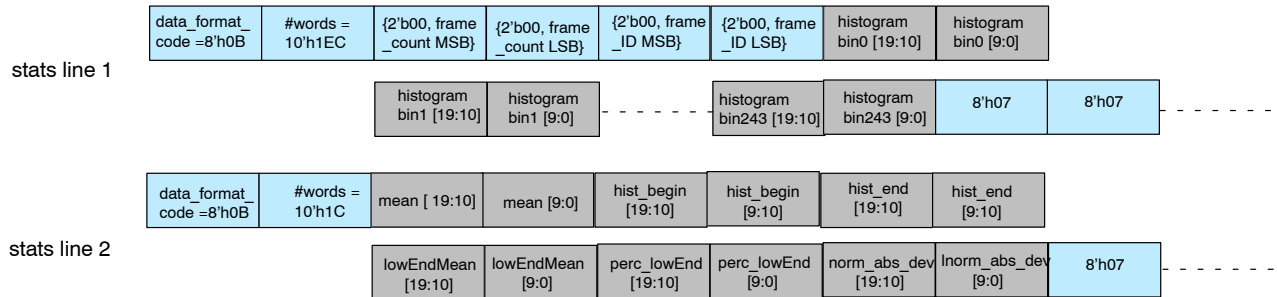 stats line 1
data_format_
code =8'h0B
#words =
10'h1EC
{2'b00, frame
_count MSB}
{2'b00, frame
_count LSB}
{2'b00, frame
_ID MSB}
{2'b00, frame
_ID LSB}
histogram
bin0 [19:10]
histogram
bin0 [9:0]
histogram
bin1 [19:10]
histogram
bin1 [9:0]
histogram
bin243 [19:10]
histogram
bin243 [9:0]
8'h07
8'h07
stats line 2
data_format_
code =8'h0B
#words =
10'h1C
mean [ 19:10]
mean [9:0]
hist_begin
[19:10]
hist_begin
[9:10]
hist_end
[19:10]
hist_end
[9:10]
lowEndMean
[19:10]
lowEndMean
[9:0]
perc_lowEnd
[19:10]
perc_lowEnd
[9:0]
norm_abs_dev
[19:10]
lnorm_abs_dev
[9:0]
8'h07